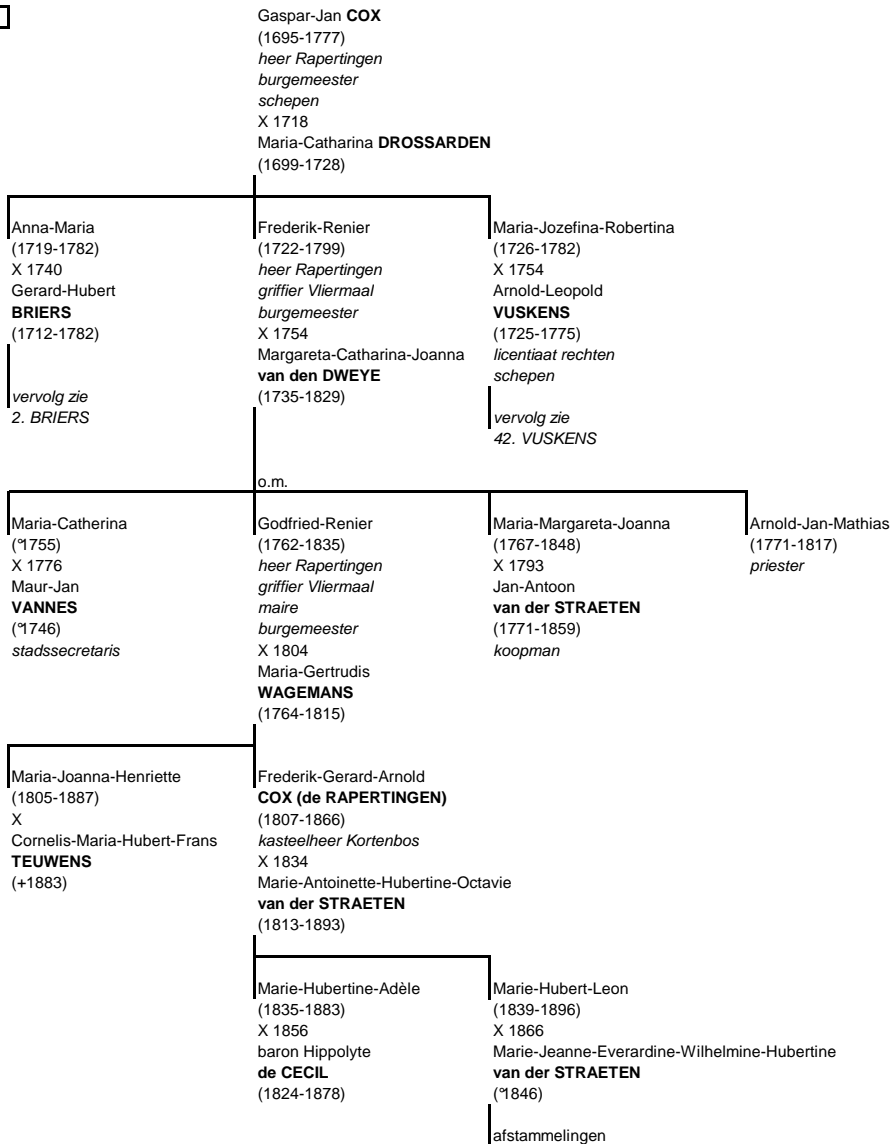 Gaspar-Jan COX
(1695-1777)
heer Rapertingen
burgemeester
schepen
X 1718
Maria-Catharina DROSSARDEN
(1699-1728)
Anna-Maria
(1719-1782)
X 1740
Gerard-Hubert
BRIERS
(1712-1782)
vervolg zie
2. BRIERS
Frederik-Renier
(1722-1799)
heer Rapertingen
griffier Vliermaal
burgemeester
X 1754
Margareta-Catharina-Joanna
van den DWEYE
(1735-1829)
Maria-Jozefina-Robertina
(1726-1782)
X 1754
Arnold-Leopold
VUSKENS
(1725-1775)
licentiaat rechten
schepen
vervolg zie
42. VUSKENS
o.m.
Maria-Catherina
(°1755)
X 1776
Maur-Jan
VANNES
(°1746)
stadssecretaris
Godfried-Renier
(1762-1835)
heer Rapertingen
griffier Vliermaal
maire
burgemeester
X 1804
Maria-Gertrudis
WAGEMANS
(1764-1815)
Maria-Margareta-Joanna
(1767-1848)
X 1793
Jan-Antoon
van der STRAETEN
(1771-1859)
koopman
Arnold-Jan-Mathias
(1771-1817)
priester
Maria-Joanna-Henriette
(1805-1887)
X
Cornelis-Maria-Hubert-Frans
TEUWENS
(+1883)
Frederik-Gerard-Arnold
COX (de RAPERTINGEN)
(1807-1866)
kasteelheer Kortenbos
X 1834
Marie-Antoinette-Hubertine-Octavie
van der STRAETEN
(1813-1893)
Marie-Hubertine-Adèle
(1835-1883)
X 1856
baron Hippolyte
de CECIL
(1824-1878)
Marie-Hubert-Leon
(1839-1896)
X 1866
Marie-Jeanne-Everardine-Wilhelmine-Hubertine
van der STRAETEN
(°1846)
afstammelingen